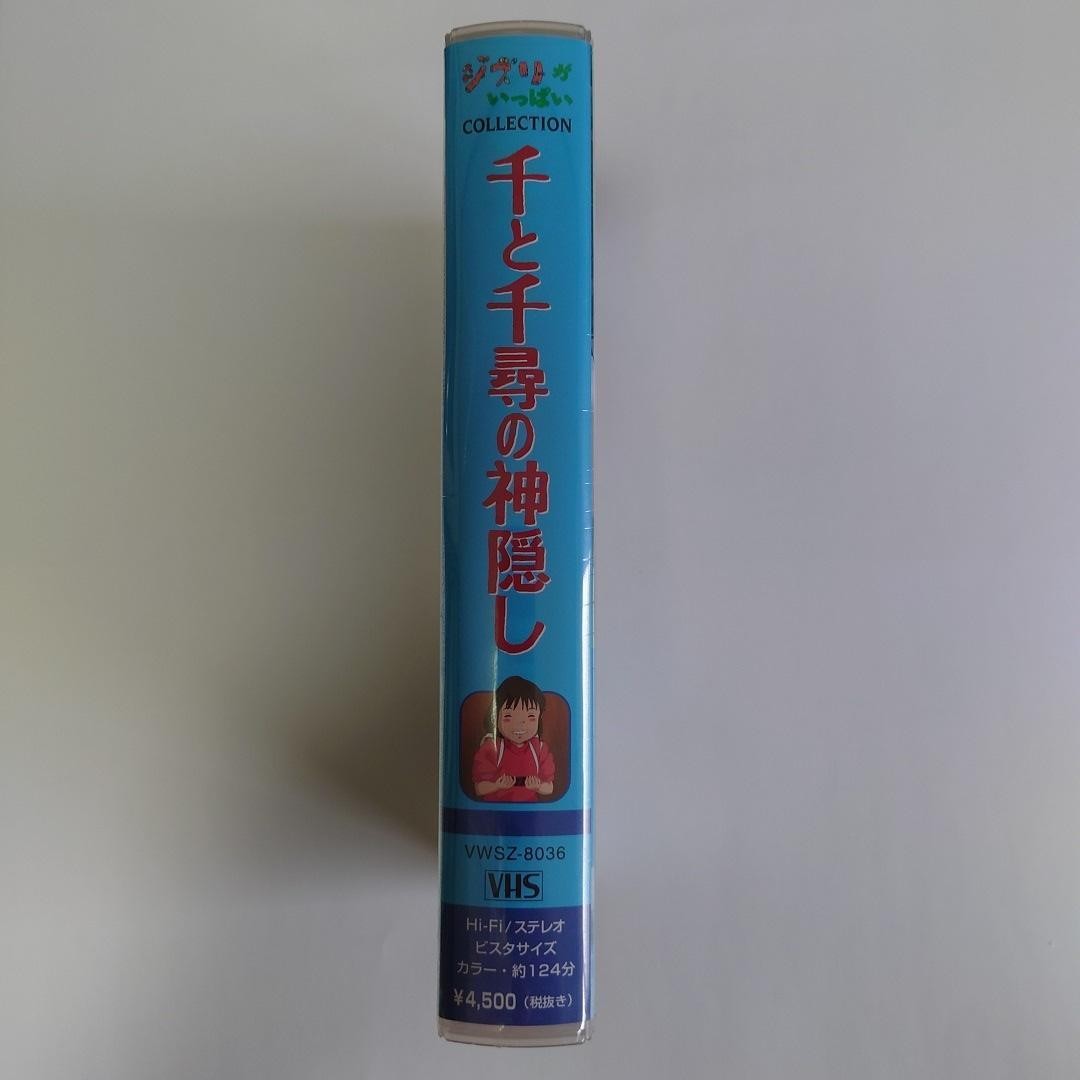 ジブリが
いっぱい
COLLECTION
千と千尋の神隠し
VWSZ-8036
VHS
Hi-Fi/ステレオ
ビスタサイズ
カラー・約124分
¥4,500（税抜き）